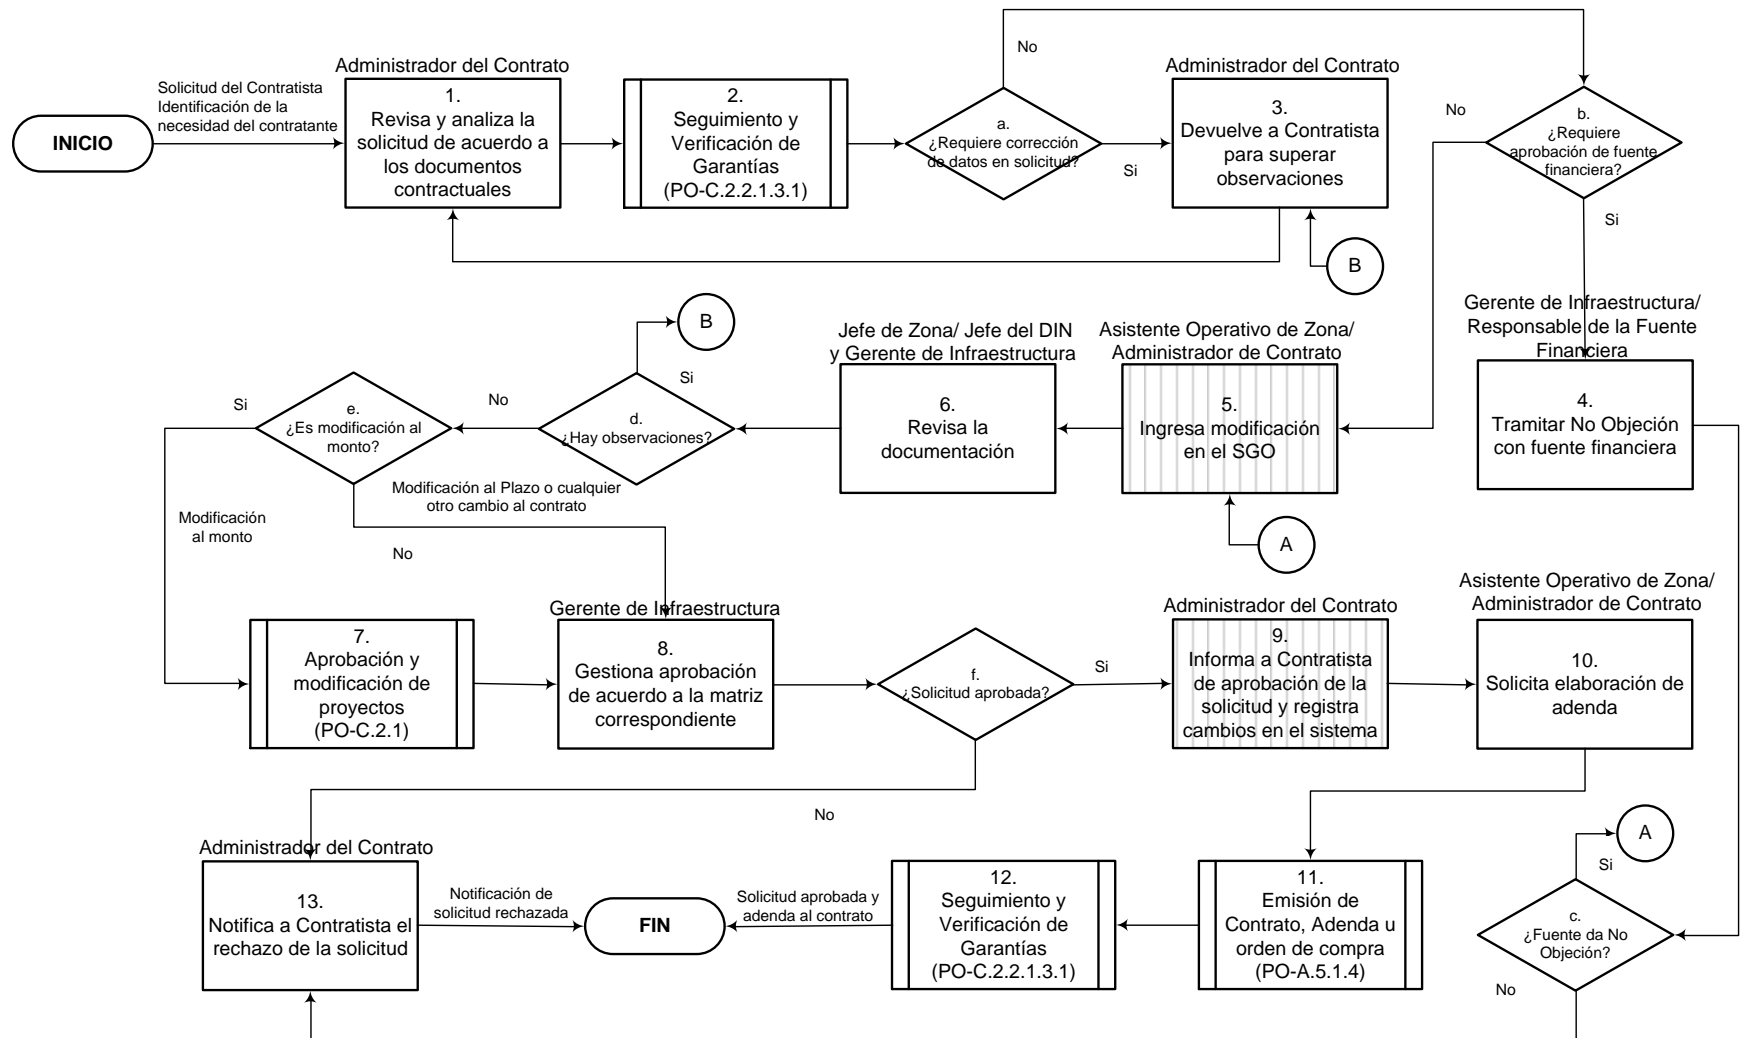 No
Administrador del Contrato
Administrador del Contrato
Solicitud del Contratista
Identificación de la
necesidad del contratante
INICIO
1.
Revisa y analiza la
solicitud de acuerdo a
los documentos
contractuales
2.
Seguimiento y
Verificación de
Garantías
(PO-C.2.2.1.3.1)
a.
¿Requiere corrección
de datos en solicitud?
Si
3.
Devuelve a Contratista
para superar
observaciones
No
b.
¿Requiere
aprobación de fuente
financiera?
Si
B
B
Gerente de Infraestructura/
Responsable de la Fuente
Financiera
4.
Tramitar No Objeción
con fuente financiera
Asistente Operativo de Zona/
Administrador de Contrato
5.
Ingresa modificación
en el SGO
Jefe de Zona/ Jefe del DIN
y Gerente de Infraestructura
6.
Revisa la
documentación
Si
d.
¿Hay observaciones?
No
e.
¿Es modificación al
monto?
Si
Modificación al Plazo o cualquier
otro cambio al contrato
Modificación
al monto
No
A
7.
Aprobación y
modificación de
proyectos
(PO-C.2.1)
Gerente de Infraestructura
8.
Gestiona aprobación
de acuerdo a la matriz
correspondiente
f.
¿Solicitud aprobada?
Si
Administrador del Contrato
9.
Informa a Contratista
de aprobación de la
solicitud y registra
cambios en el sistema
Asistente Operativo de Zona/
Administrador de Contrato
10.
Solicita elaboración de
adenda
No
Administrador del Contrato
13.
Notifica a Contratista el
rechazo de la solicitud
Notificación de
solicitud rechazada
FIN
Solicitud aprobada y
adenda al contrato
12.
Seguimiento y
Verificación de
Garantías
(PO-C.2.2.1.3.1)
11.
Emisión de
Contrato, Adenda u
orden de compra
(PO-A.5.1.4)
A
Si
c.
¿Fuente da No
Objeción?
No